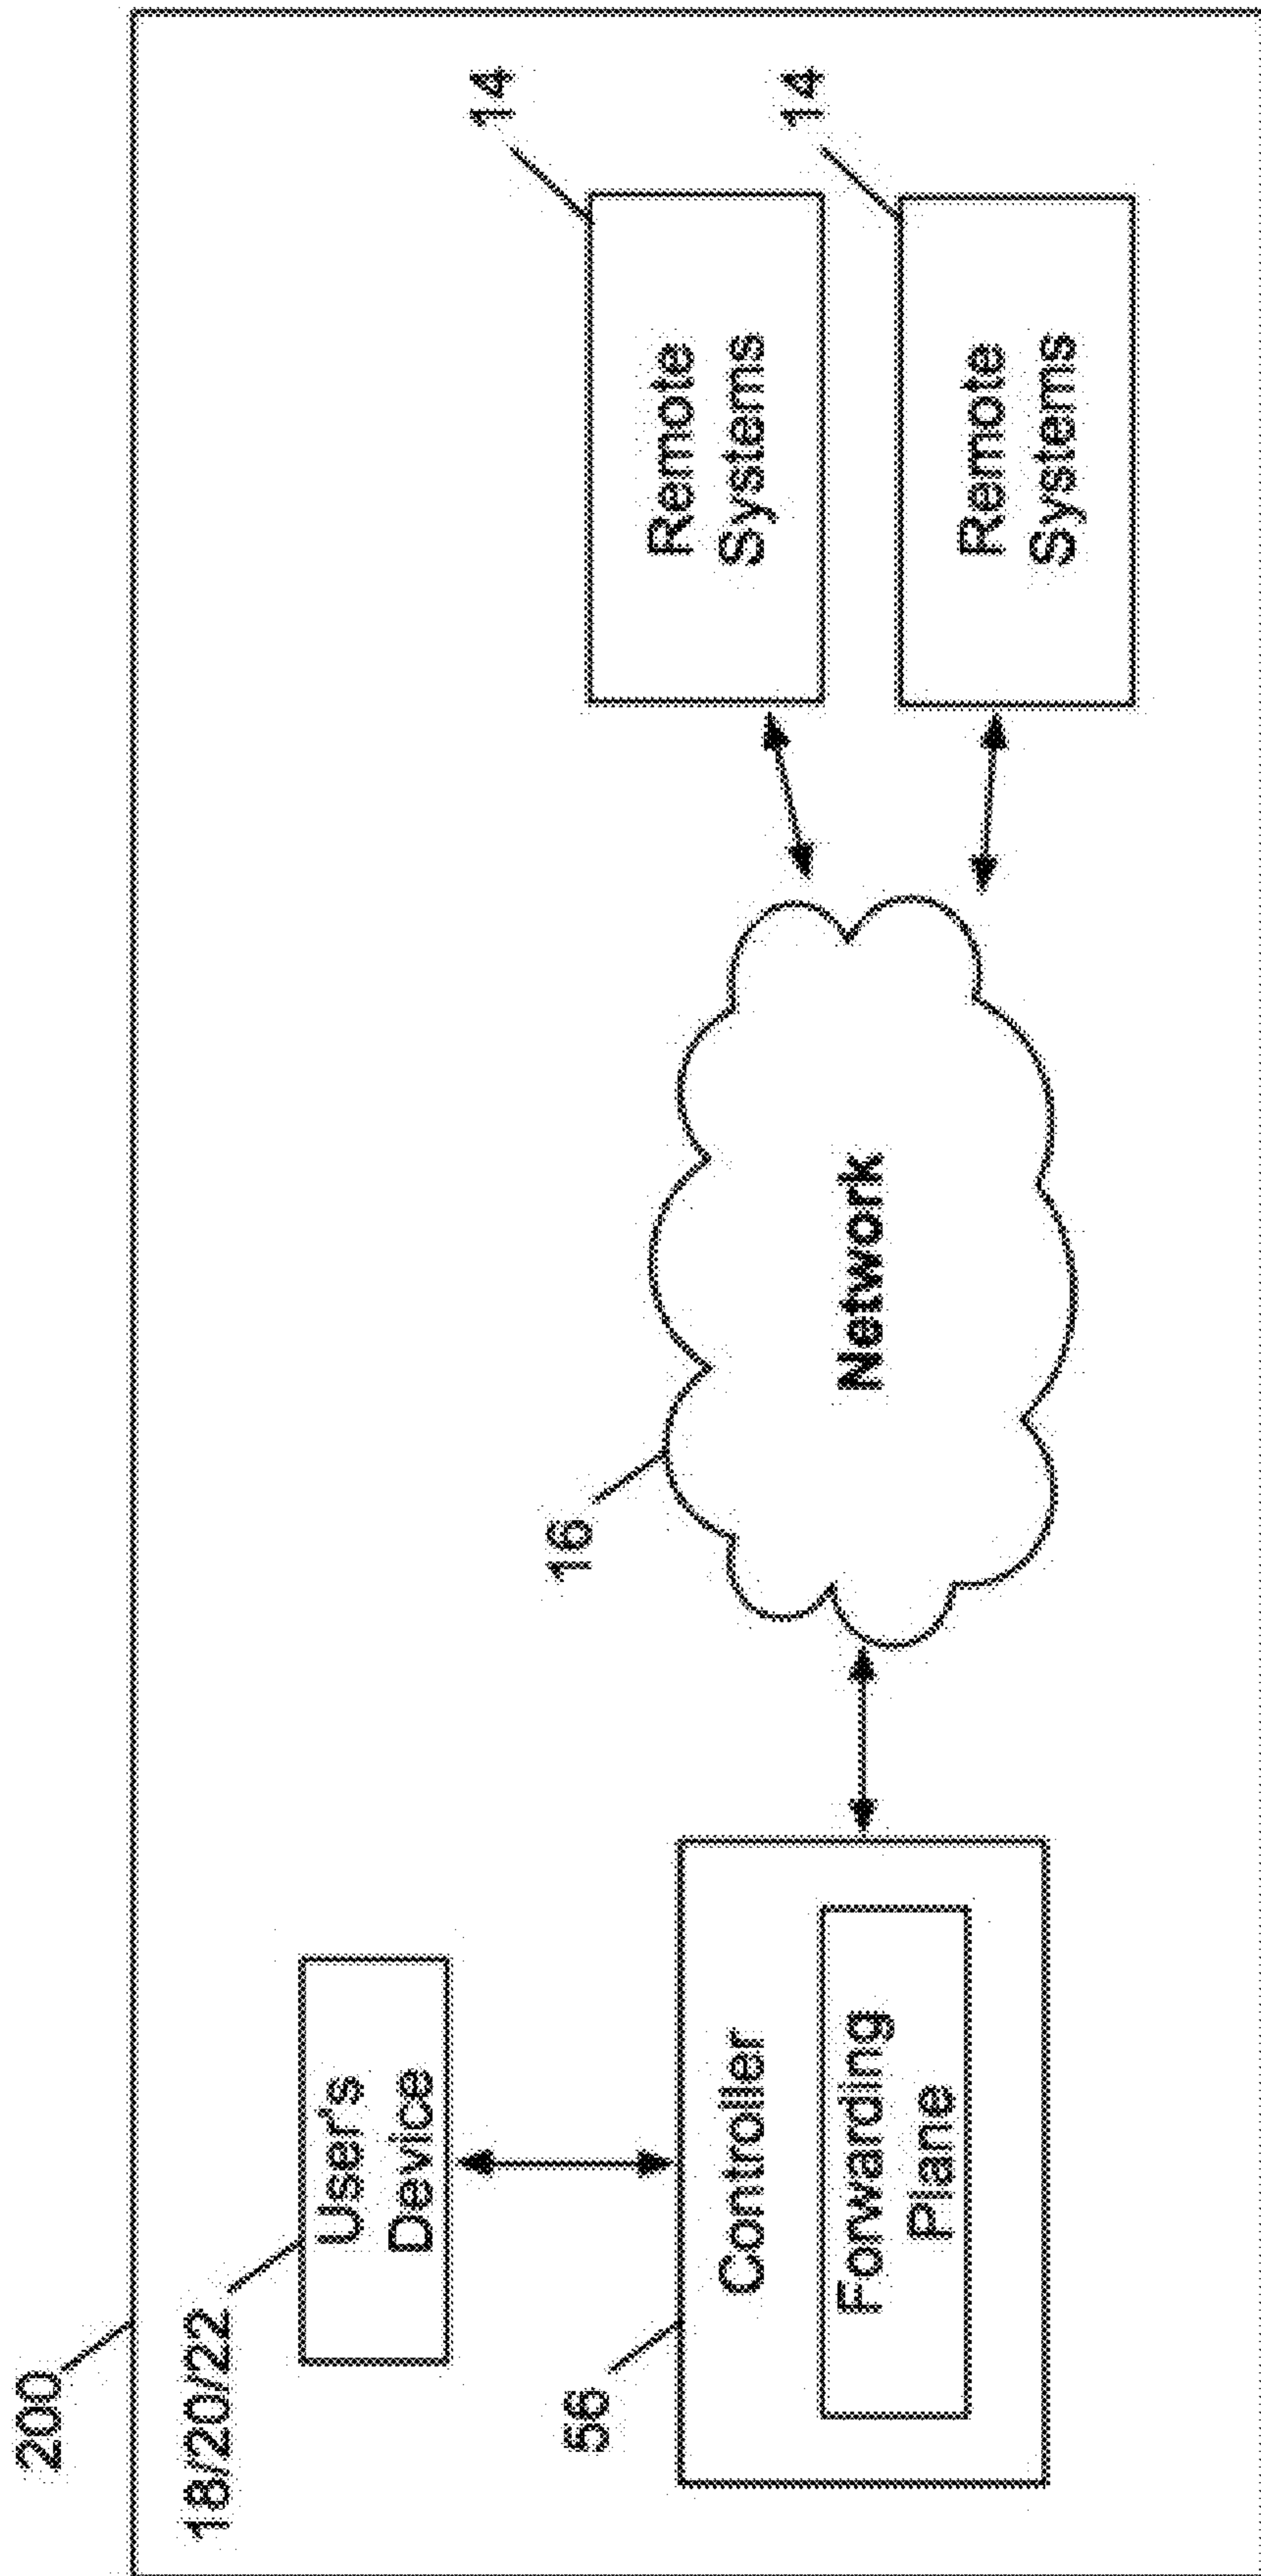 200
18/20/22
User's
Device
56
Controller
Forwarding
Plane
16
Network
14
Remote
Systems
14
Remote
Systems